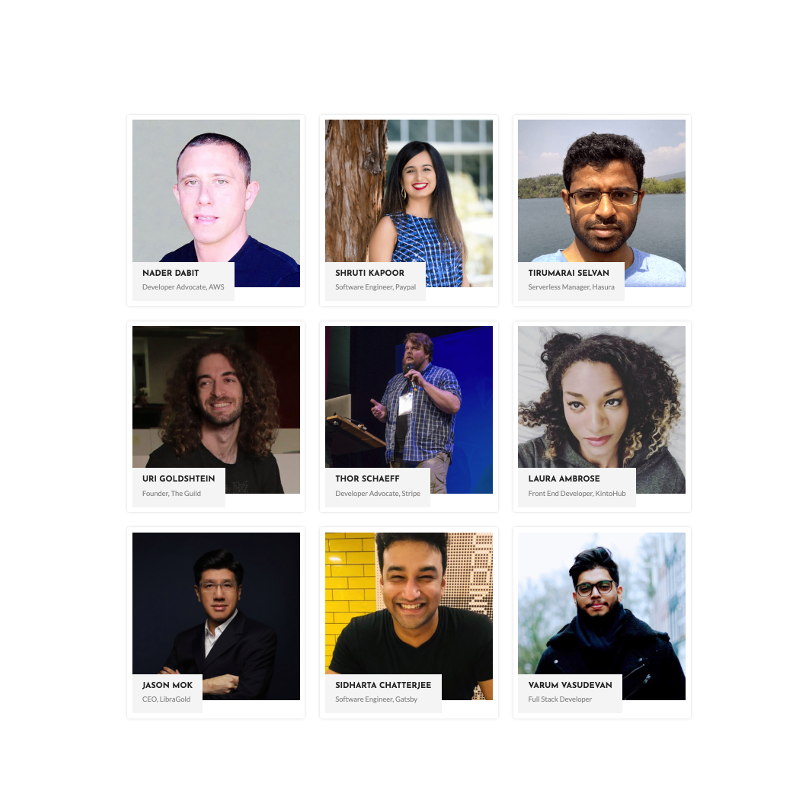 NADER DABIT
Developer Advocate, AWS
SHRUTI KAPOOR
Software Engineer, Paypal
TIRUMARAI SELVAN
Serverless Manager, Hasura
URI GOLDSHTEIN
Founder, The Guild
THOR SCHAEFF
Developer Advocate, Stripe
LAURA AMBROSE
Front End Developer, KintoHub
JASON MOK
CEO, LibraGold
SIDHARTA CHATTERJEE
Software Engineer, Gatsby
VARUM VASUDEVAN
Full Stack Developer